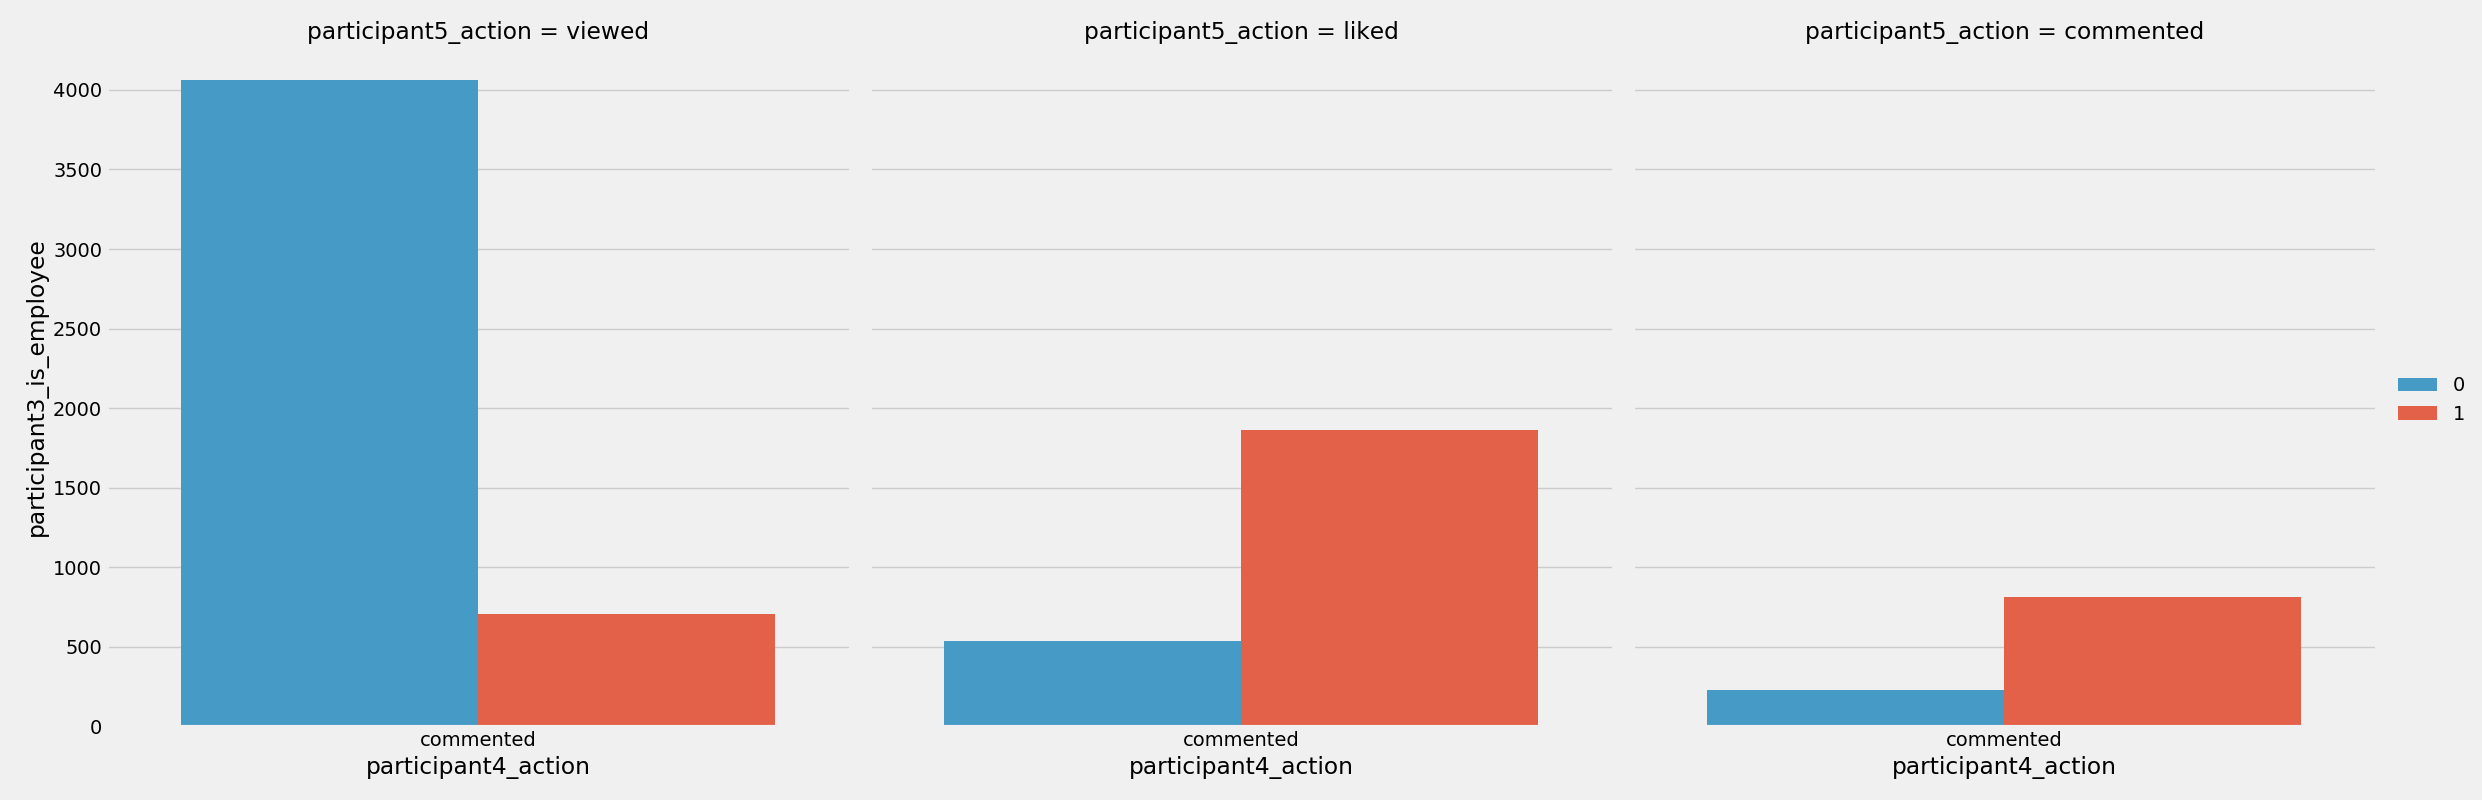 participant5_action = viewed
participant5_action = liked
participant5_action = commented
participant3_is_employee
4000
3500
3000
2500
2000
1500
1000
500
0
commented
participant4_action
commented
participant4_action
commented
participant4_action
0
1